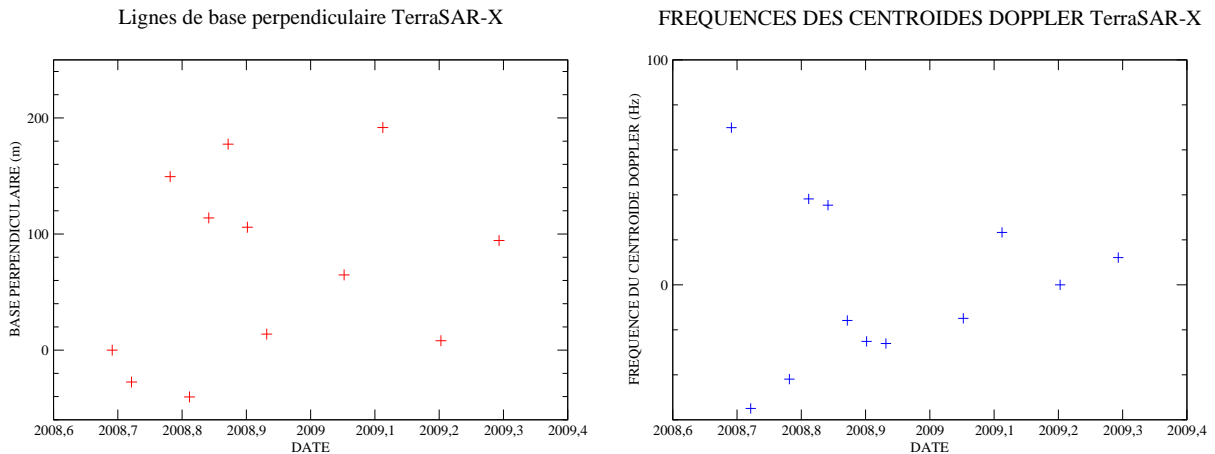 Lignes de base perpendiculaire TerraSAR-X
BASE PERPENDICULAIRE (m)
200
100
0
2008,6 2008,7 2008,8 2008,9 2009 2009,1 2009,2 2009,3 2009,4
DATE
FREQUENCES DES CENTROIDES DOPPLER TerraSAR-X
FREQUENCE DU CENTROIDE DOPPLER (Hz)
100
0
2008,6 2008,7 2008,8 2008,9 2009 2009,1 2009,2 2009,3 2009,4
DATE